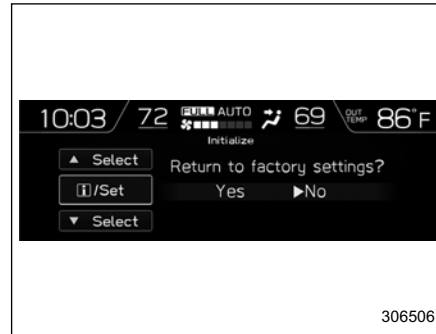 10:03 72 FULL AUTO 69 OUT TEMP 86°F
Initialize
▲ Select
Return to factory settings?
i/Set
Yes ▶No
▼ Select
306506